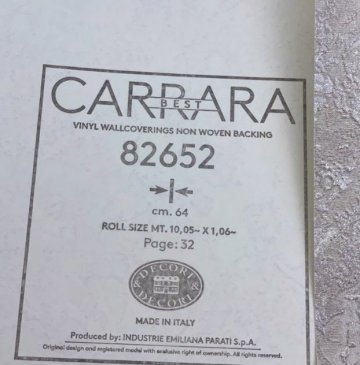 CARRARA
BEST
VINYL WALLCOVERINGS NON WOVEN BACKING
82652
cm. 64
ROLL SIZE MT. 10,05~ X 1,06~
Page: 32
DECORI
DECORI
MADE IN ITALY
Produced by: INDUSTRIE EMILIANA PARATI S.p.A.
Original design and registered model with exclusive right of ownership. All rights reserved.